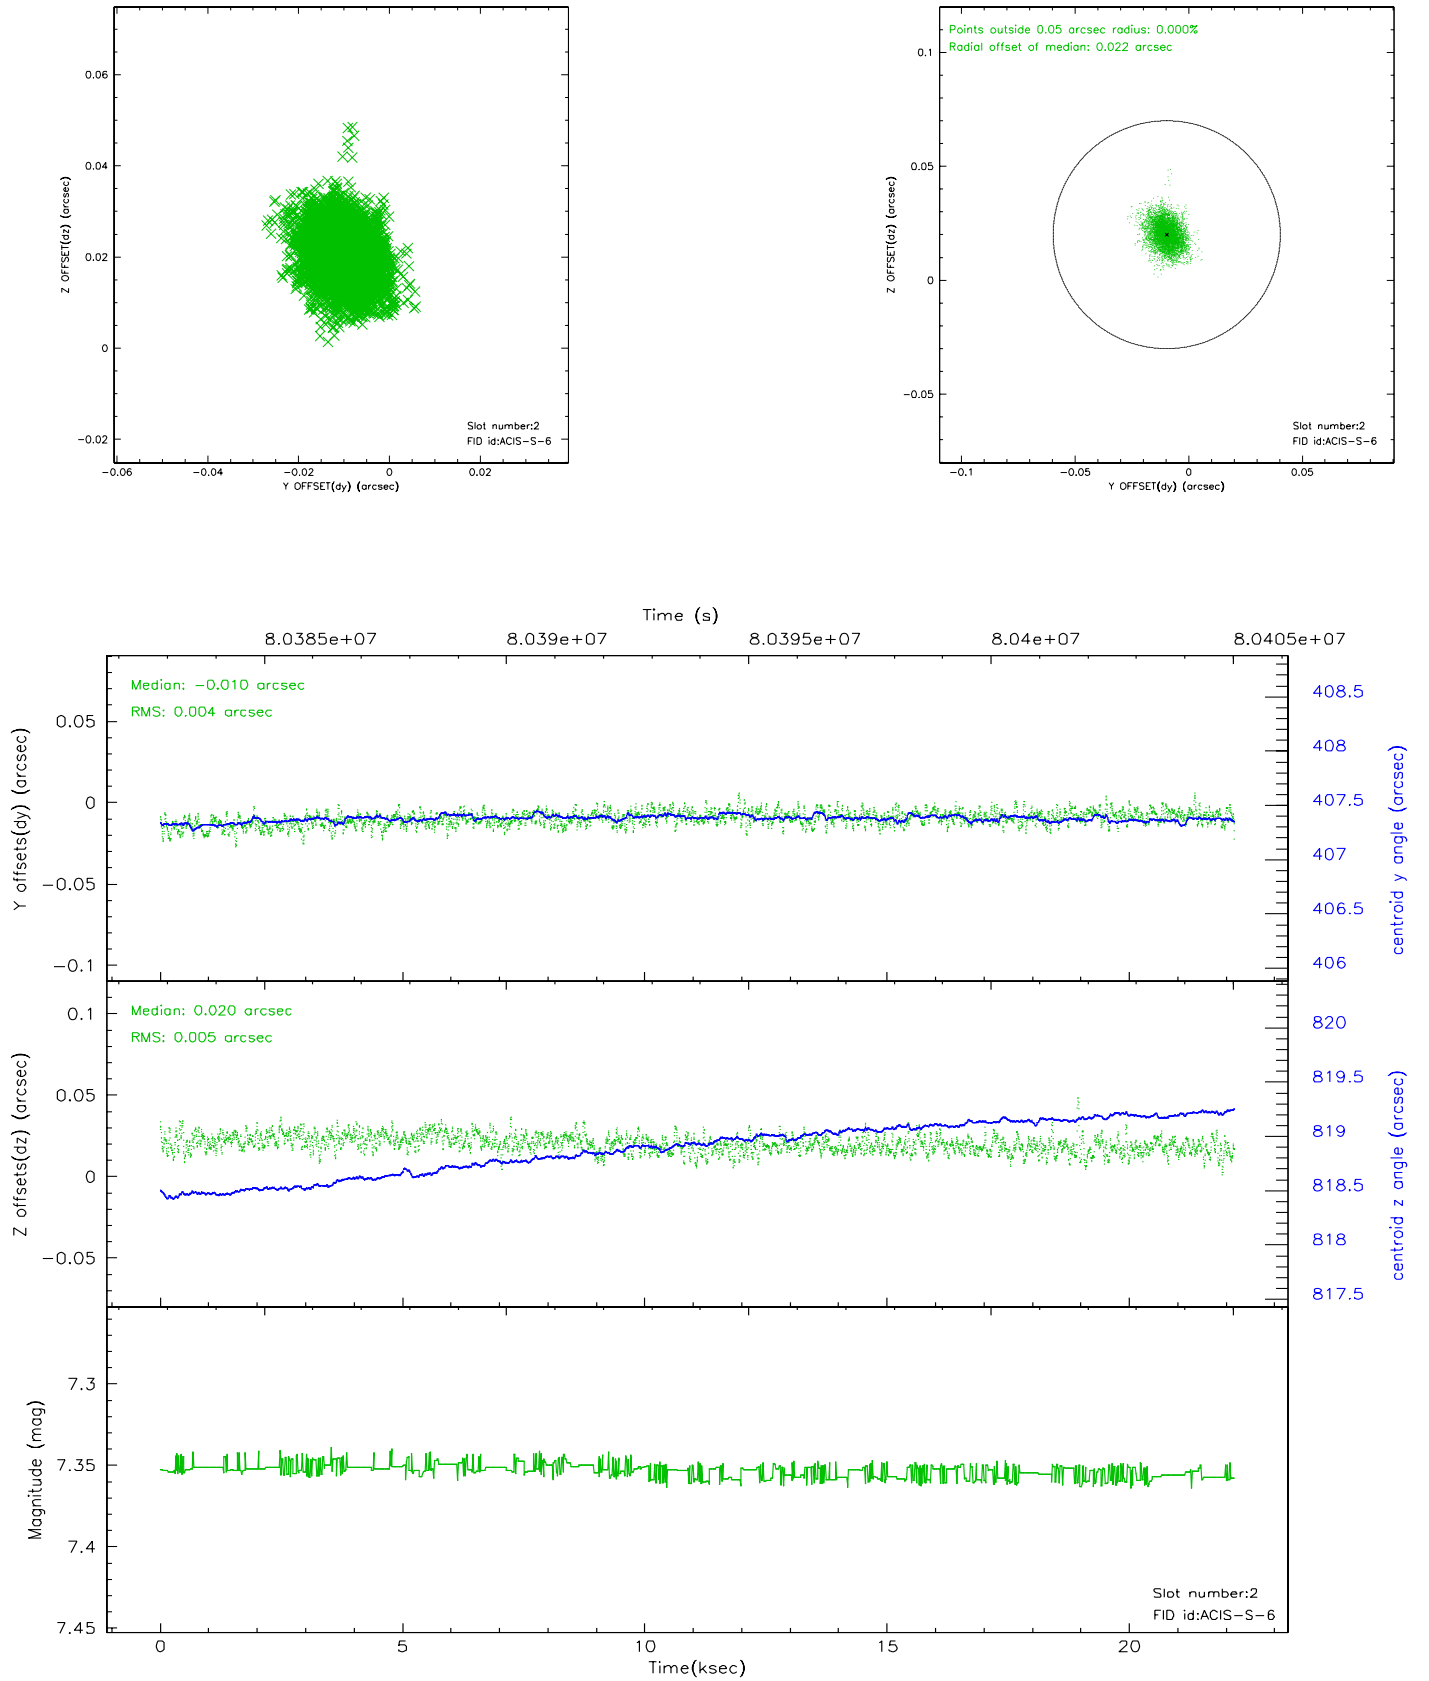 0.06
0.04
0.02
0
−0.02
Z OFFSET(dz) (arcsec)
Slot number:2
FID id:ACIS−S−6
−0.06 −0.04 −0.02 0 0.02
Y OFFSET(dy) (arcsec)
Points outside 0.05 arcsec radius: 0.000%
Radial offset of median: 0.022 arcsec
0.1
0.05
0
−0.05
Z OFFSET(dz) (arcsec)
Slot number:2
FID id:ACIS−S−6
−0.1 −0.05 0 0.05
Y OFFSET(dy) (arcsec)
Time (s)
8.0385e+07 8.039e+07 8.0395e+07 8.04e+07 8.0405e+07
Median: −0.010 arcsec
RMS: 0.004 arcsec
0.05
0
−0.05
−0.1
Y offsets(dy) (arcsec)
408.5
408
407.5
407
406.5
406
centroid y angle (arcsec)
Median: 0.020 arcsec
RMS: 0.005 arcsec
0.1
0.05
0
−0.05
Z offsets(dz) (arcsec)
820
819.5
819
818.5
818
817.5
centroid z angle (arcsec)
7.3
7.35
7.4
7.45
Magnitude (mag)
Slot number:2
FID id:ACIS−S−6
0 5 10 15 20
Time(ksec)